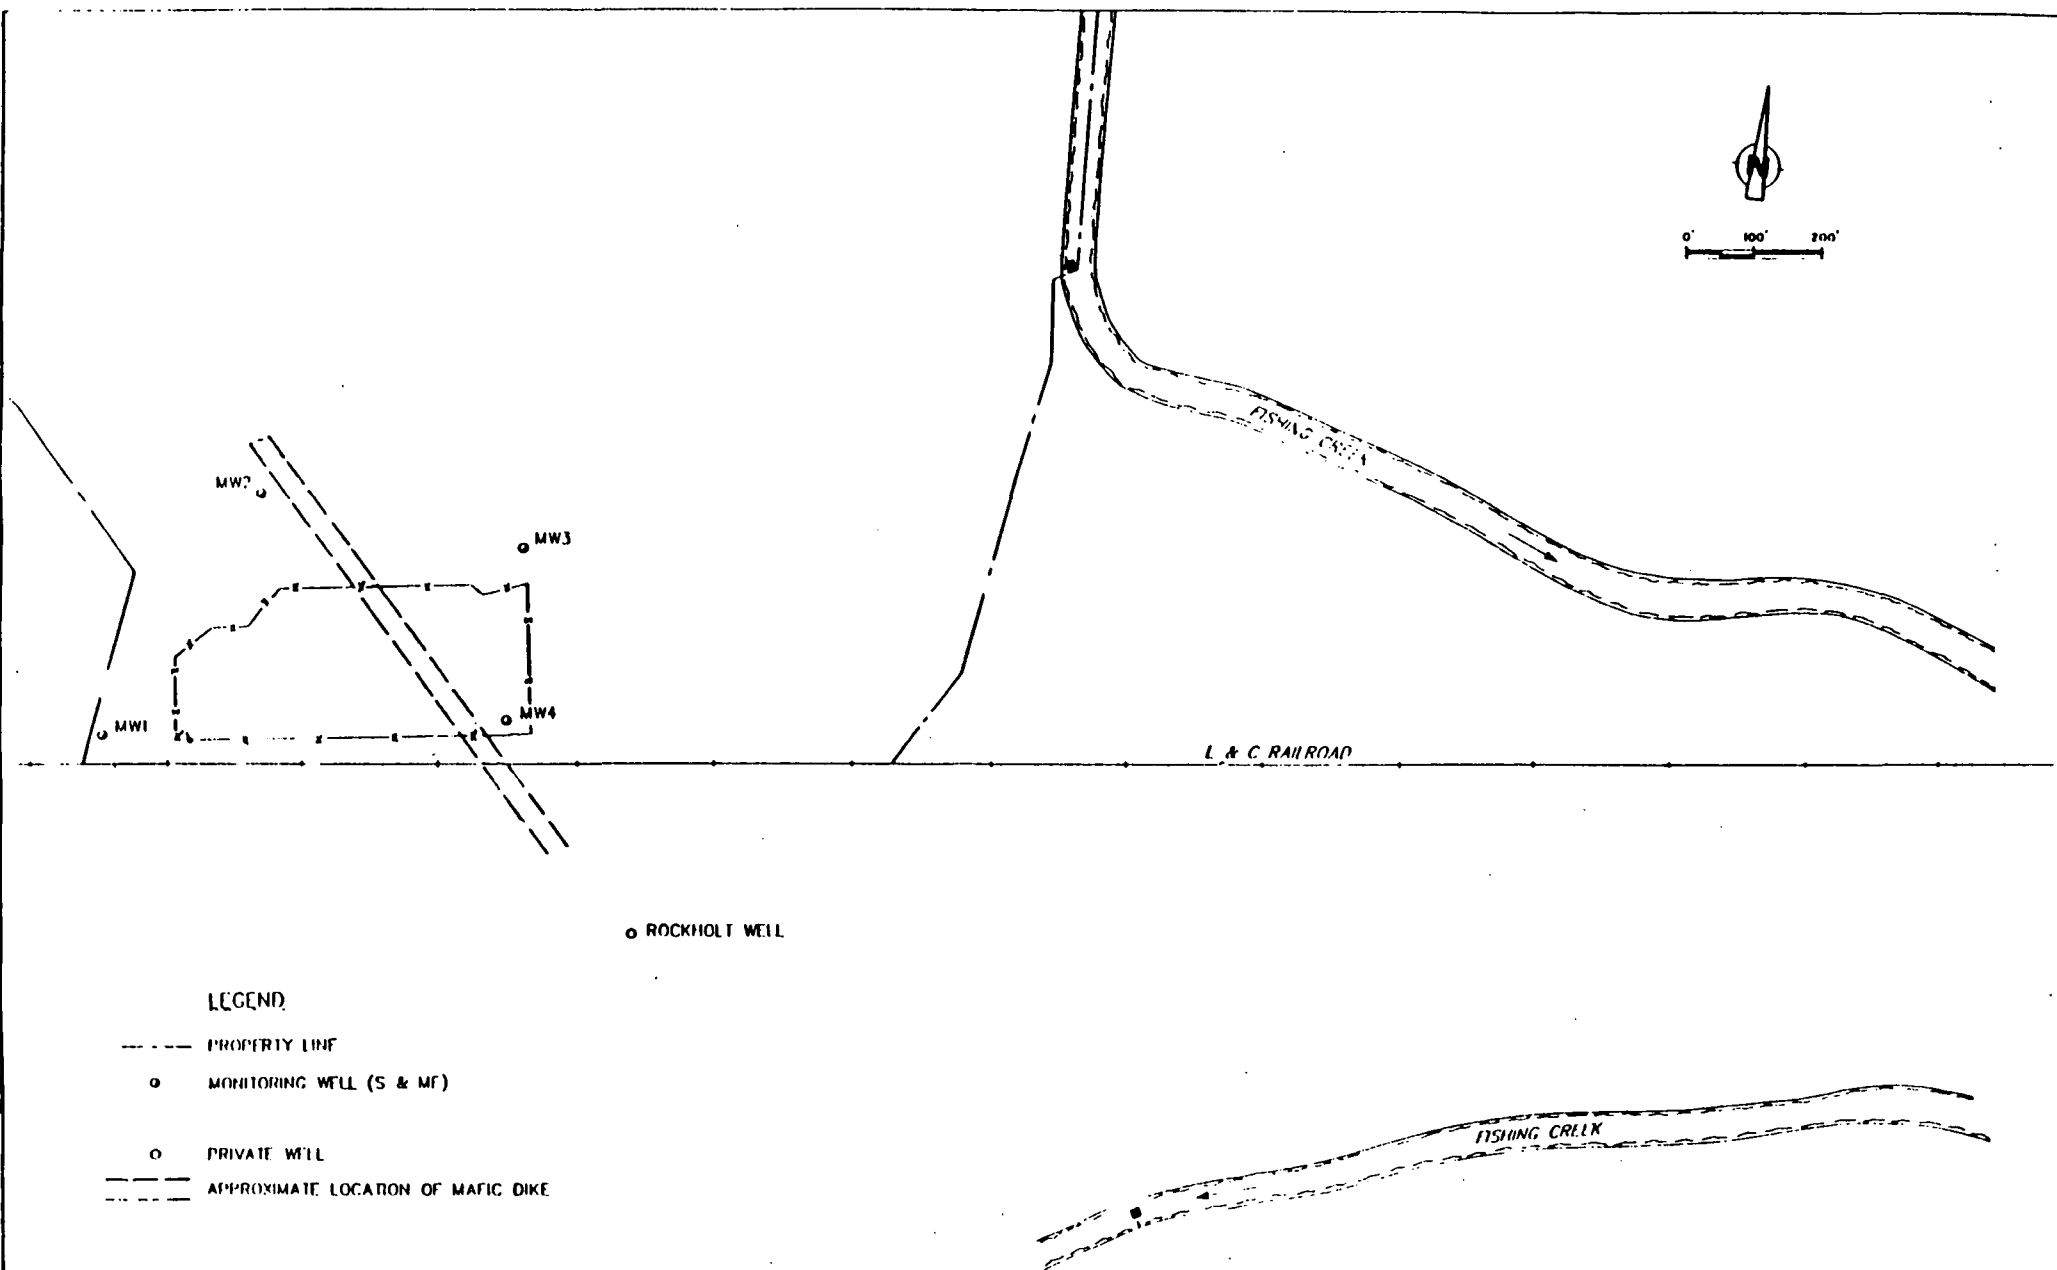 N
0' 100' 200'
FISHING CREEK
MW2
MW3
MW4
MW1
L & C RAILROAD
ROCKHOLT WELL
LEGEND
PROPERTY LINE
MONITORING WELL (S & MF)
PRIVATE WELL
FISHING CREEK
APPROXIMATE LOCATION OF MAFIC DIKE